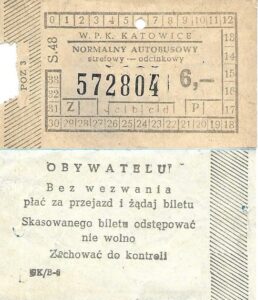 0 1 2 3 4 5 6 7 8 9 10 11 12
W.P.K. KATOWICE 13
NORMALNY AUTOBUSOWY 14
strefowy — odcinkowy 15
S.48
POZ 3
572804 6,—
17
18
Z a b c d P
31
30 29 28 27 26 25 24 23 22 21 20 19
OBYWATELU!
Bez wezwania
płać za przejazd i żądaj biletu
Skasowanego biletu odstępować
nie wolno
Zachować do kontroli